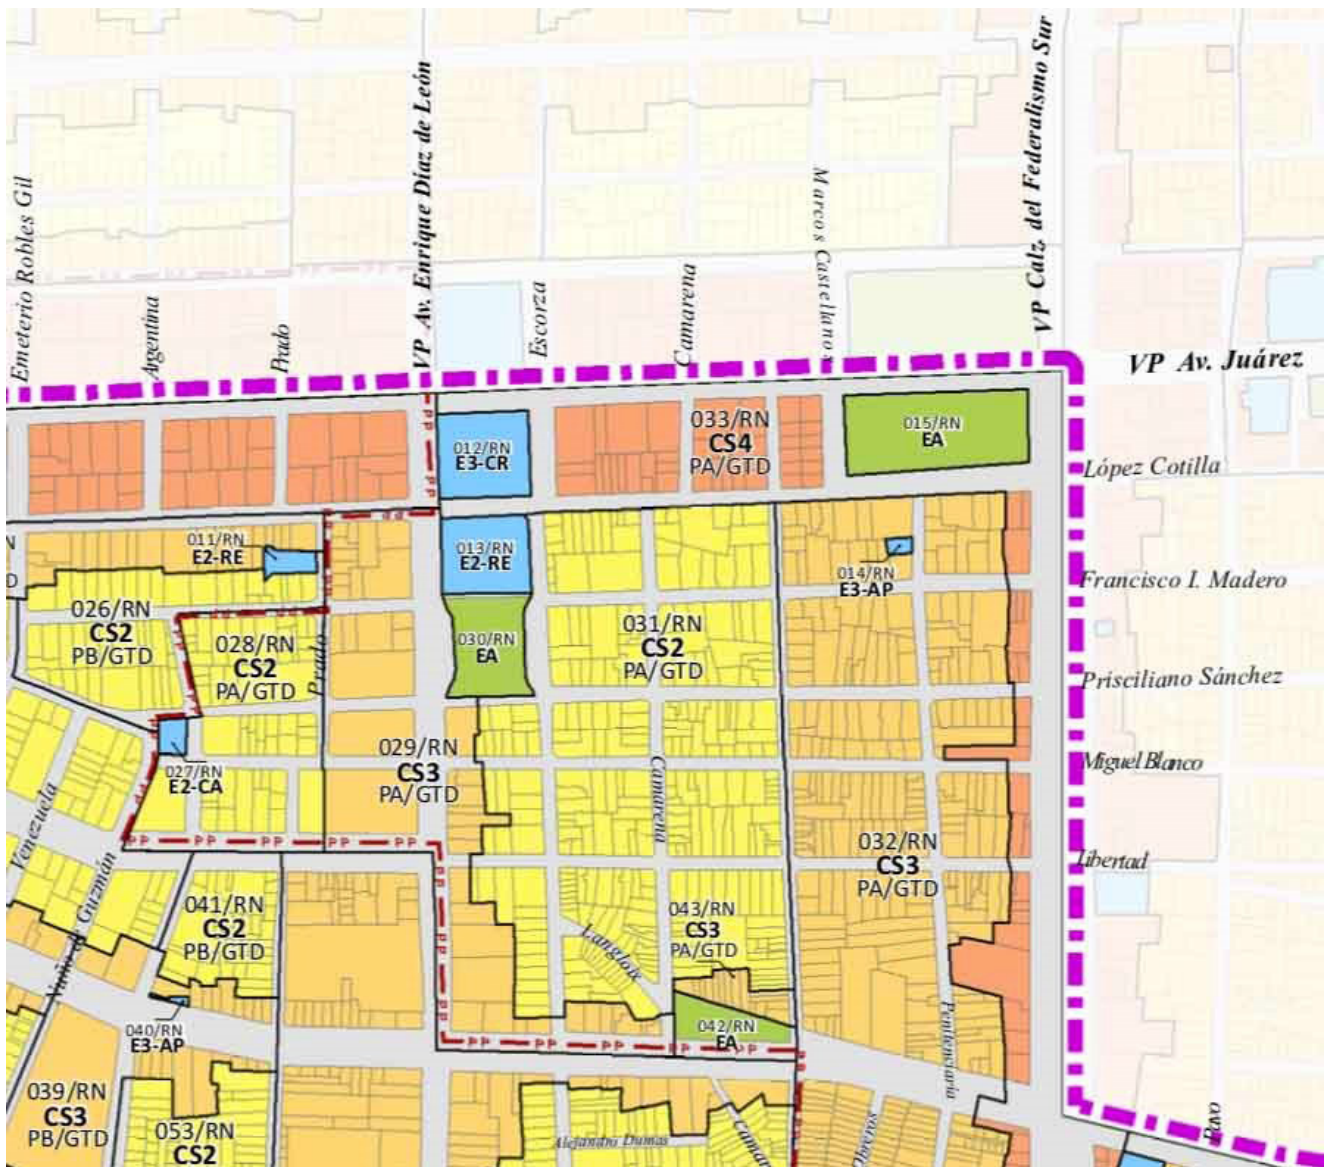 Emeterio Robles Gil
Argentina
Prado
VP Av. Enrique Díaz de León
Escorza
Camarena
Marcos Castellanos
VP Calz. del Federalismo Sur
VP Av. Juárez
López Cotilla
Francisco I. Madero
Prisciliano Sánchez
Miguel Blanco
Libertad
Pavo
012/RN
E3-CR
033/RN
CS4
PA/GTD
015/RN
EA
011/RN
E2-RE
013/RN
E2-RE
014/RN
E3-AP
026/RN
CS2
PB/GTD
028/RN
CS2
PA/GTD
Prado
030/RN
EA
031/RN
CS2
PA/GTD
027/RN
E2-CA
029/RN
CS3
PA/GTD
Camarena
Venezuela
Nuño de Guzmán
032/RN
CS3
PA/GTD
041/RN
CS2
PB/GTD
043/RN
CS3
PA/GTD
Langloix
040/RN
E3-AP
042/RN
EA
Penitenciaria
039/RN
CS3
PB/GTD
053/RN
CS2
Alejandro Dumas
Camar
Obreros